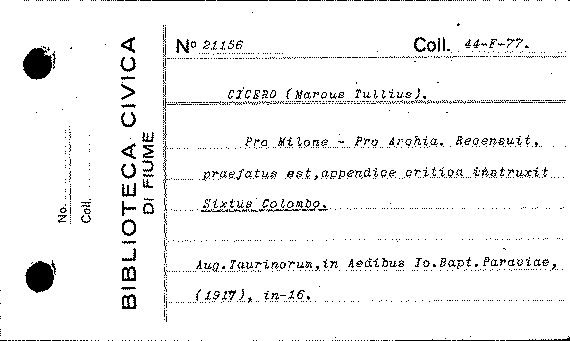 No 21156 Coll. 44-F-77.
CICERO (Marcus Tullius).
Pro Milone - Pro Archia. Recensuit,
praefatus est, appendice critica instruxit
Sixtus Colombo.
Aug. Taurinorum, in Aedibus Io. Bapt. Paraviae,
(1917), in-16.
BIBLIOTECA CIVICA
DI FIUME
No.
Coll.